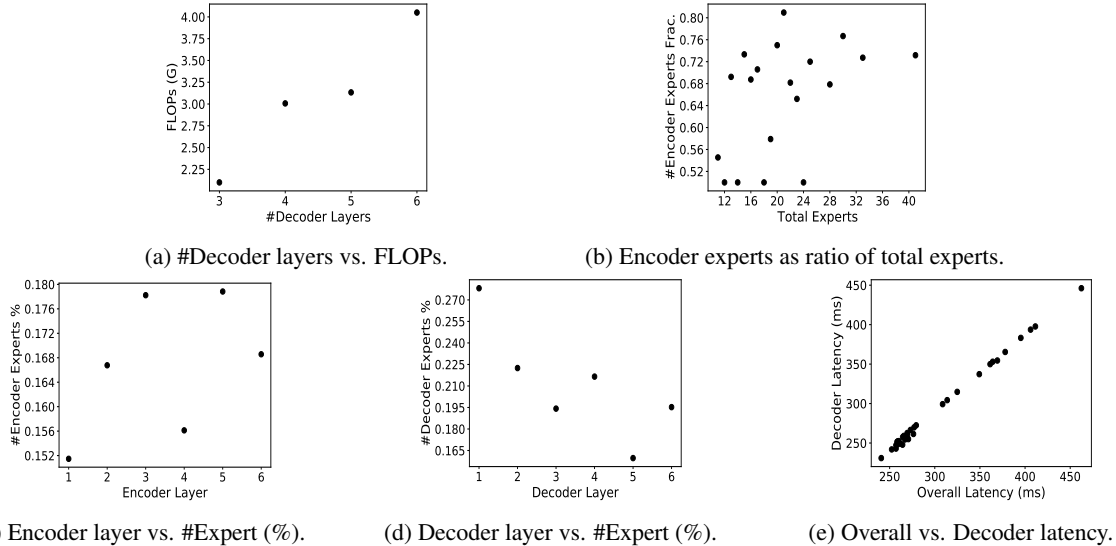 4.00
3.75
3.50
3.25
3.00
2.75
2.50
2.25
FLOPs (G)
3 4 5 6
#Decoder Layers
(a) #Decoder layers vs. FLOPs.
0.80
0.76
0.72
0.68
0.64
0.60
0.56
0.52
#Encoder Experts Frac.
12 16 20 24 28 32 36 40
Total Experts
(b) Encoder experts as ratio of total experts.
0.180
0.176
0.172
0.168
0.164
0.160
0.156
0.152
#Encoder Experts %
1 2 3 4 5 6
Encoder Layer
) Encoder layer vs. #Expert (%).
0.270
0.255
0.240
0.225
0.210
0.195
0.180
0.165
#Decoder Experts %
1 2 3 4 5 6
Decoder Layer
(d) Decoder layer vs. #Expert (%).
450
400
350
300
250
Decoder Latency (ms)
250 300 350 400 450
Overall Latency (ms)
(e) Overall vs. Decoder latency.